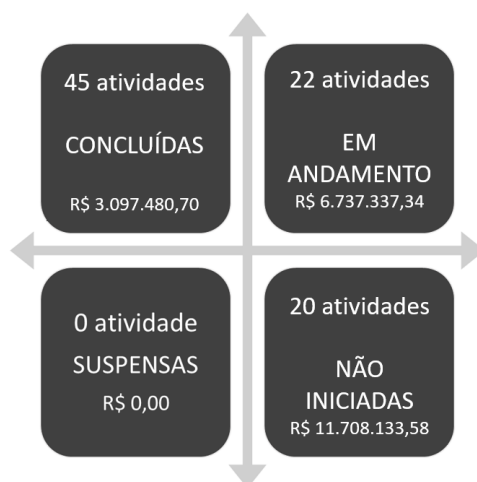 45 atividades
CONCLUÍDAS
R$ 3.097.480,70
22 atividades
EM
ANDAMENTO
R$ 6.737.337,34
0 atividade
SUSPENSAS
R$ 0,00
20 atividades
NÃO
INICIADAS
R$ 11.708.133,58